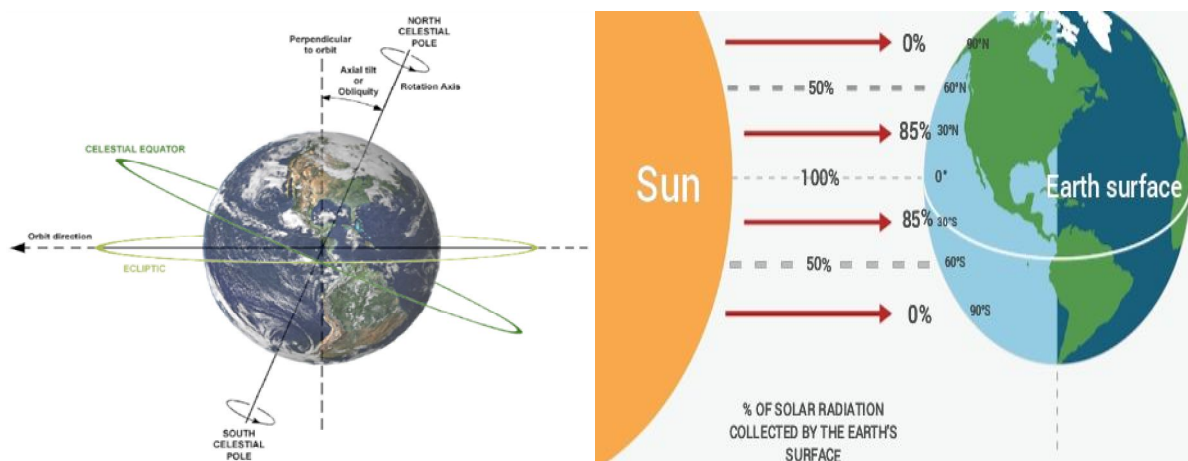 NORTH
CELESTIAL
POLE
Perpendicular
to orbit
Axial tilt
or
Obliquity
Rotation Axis
CELESTIAL EQUATOR
Orbit direction
ECLIPTIC
SOUTH
CELESTIAL
POLE
0%
90°N
50%
60°N
85%
30°N
Sun
100%
0°
Earth surface
85%
30°S
50%
60°S
0%
90°S
% OF SOLAR RADIATION
COLLECTED BY THE EARTH'S
SURFACE